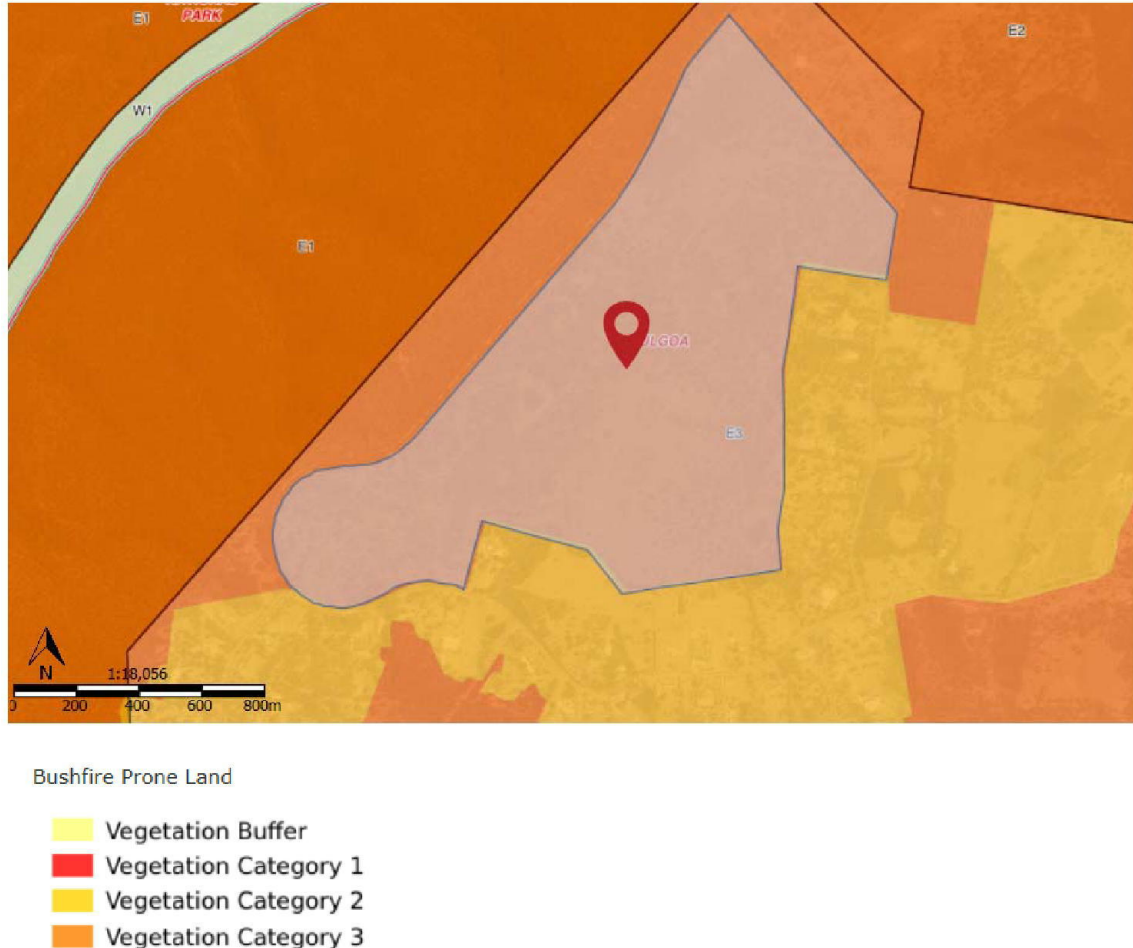 E1
PARK
E2
W1
E1
E3
N
1:18,056
0 200 400 600 800m
Bushfire Prone Land
Vegetation Buffer
Vegetation Category 1
Vegetation Category 2
Vegetation Category 3